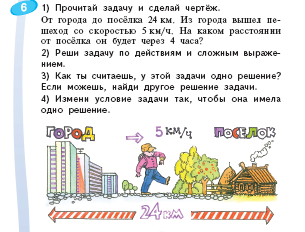 6 1) Прочитай задачу и сделай чертёж.
От города до посёлка 24 км. Из города вышел пе-
шеход со скоростью 5 км/ч. На каком расстоянии
от посёлка он будет через 4 часа?
2) Реши задачу по действиям и сложным выраже-
нием.
3) Как ты считаешь, у этой задачи одно решение?
Если можешь, найди другое решение задачи.
4) Измени условие задачи так, чтобы она имела
одно решение.
ГОРОД → 5 КМ/Ч ПОСЁЛОК
24 КМ